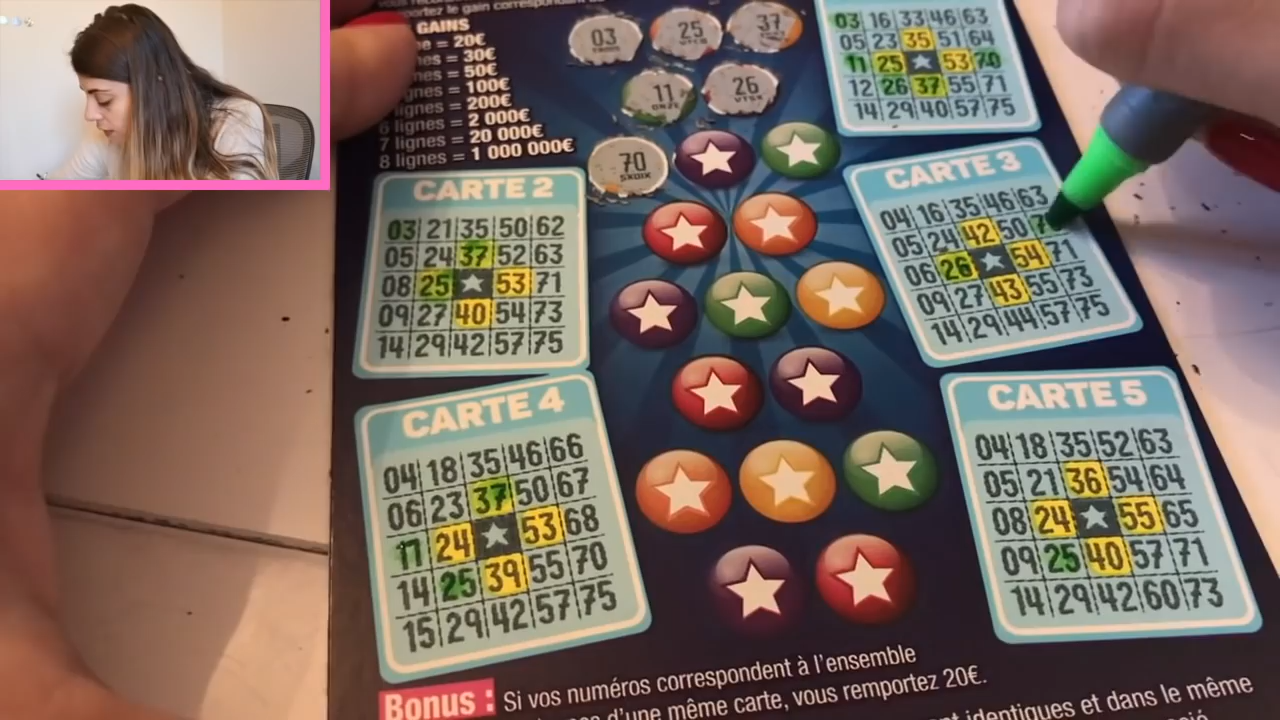 portez le gain correspondant
GAINS
= 20€
= 30€
= 50€
= 100€
lignes = 200€
6 lignes = 2 000€
7 lignes = 20 000€
8 lignes = 1 000 000€
03 25 37
11 26
ONZE
70
03 16 33 46 63
05 23 35 51 64
11 25 53 70
12 26 37 55 71
14 29 40 57 75
CARTE 2
03 21 35 50 62
05 24 37 52 63
08 25 53 71
09 27 40 54 73
14 29 42 57 75
CARTE 3
04 16 35 46 63
05 24 42 50
06 26 54 71
09 27 43 55 73
14 29 44 57 75
CARTE 4
04 18 35 46 66
06 23 37 50 67
11 24 53 68
14 25 39 55 70
15 29 42 57 75
CARTE 5
04 18 35 52 63
05 21 36 54 64
08 24 55 65
09 25 40 57 71
14 29 42 60 73
Bonus : Si vos numéros correspondent à l'ensemble
d'une même carte, vous remportez 20€.
identiques et dans le même